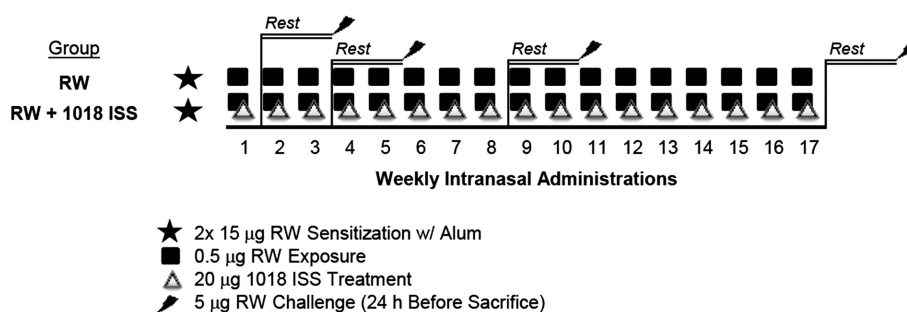 Rest
Rest
Rest
Rest
Group
RW
RW + 1018 ISS
1 2 3 4 5 6 7 8 9 10 11 12 13 14 15 16 17
Weekly Intranasal Administrations
2x 15 µg RW Sensitization w/ Alum
0.5 µg RW Exposure
20 µg 1018 ISS Treatment
5 µg RW Challenge (24 h Before Sacrifice)